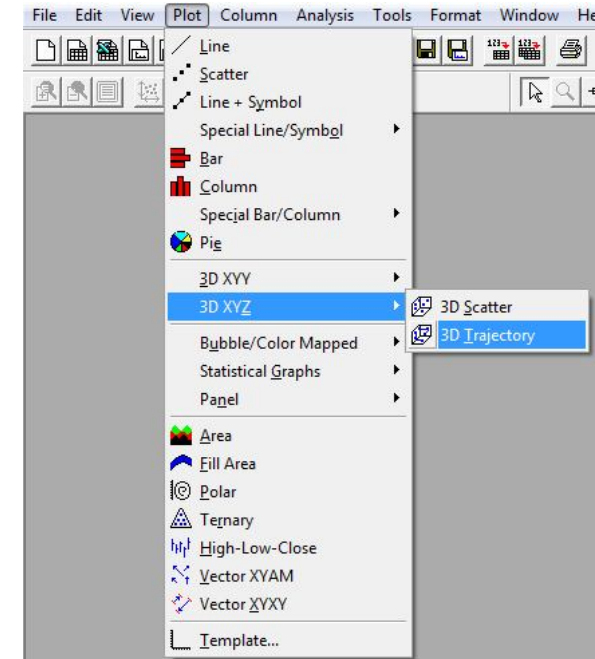 File Edit View Plot Column Analysis Tools Format Window He
Line
Scatter
Line + Symbol
Special Line/Symbol
Bar
Column
Special Bar/Column
Pie
3D XYY
3D XYZ
3D Scatter
3D Trajectory
Bubble/Color Mapped
Statistical Graphs
Panel
Area
Fill Area
Polar
Ternary
High-Low-Close
Vector XYAM
Vector XYXY
Template...